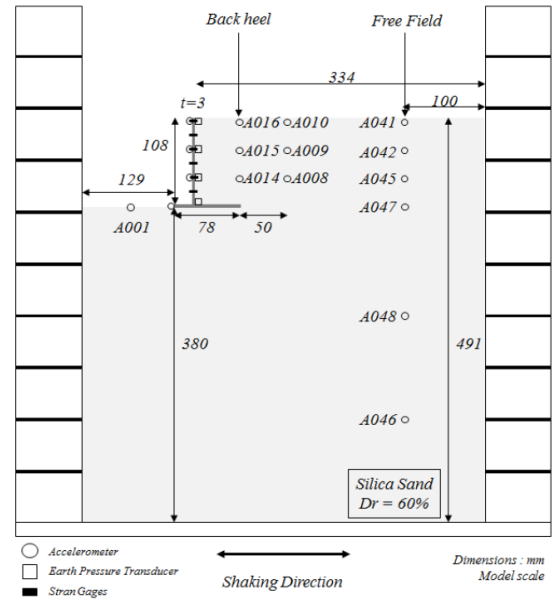 Back heel
Free Field
334
t=3
100
A016
A010
A041
108
A015
A009
A042
129
A014
A008
A045
A047
A001
78
50
A048
380
491
A046
Silica Sand
Dr = 60%
Accelerometer
Earth Pressure Transducer
Stran Gages
Shaking Direction
Dimensions : mm
Model scale